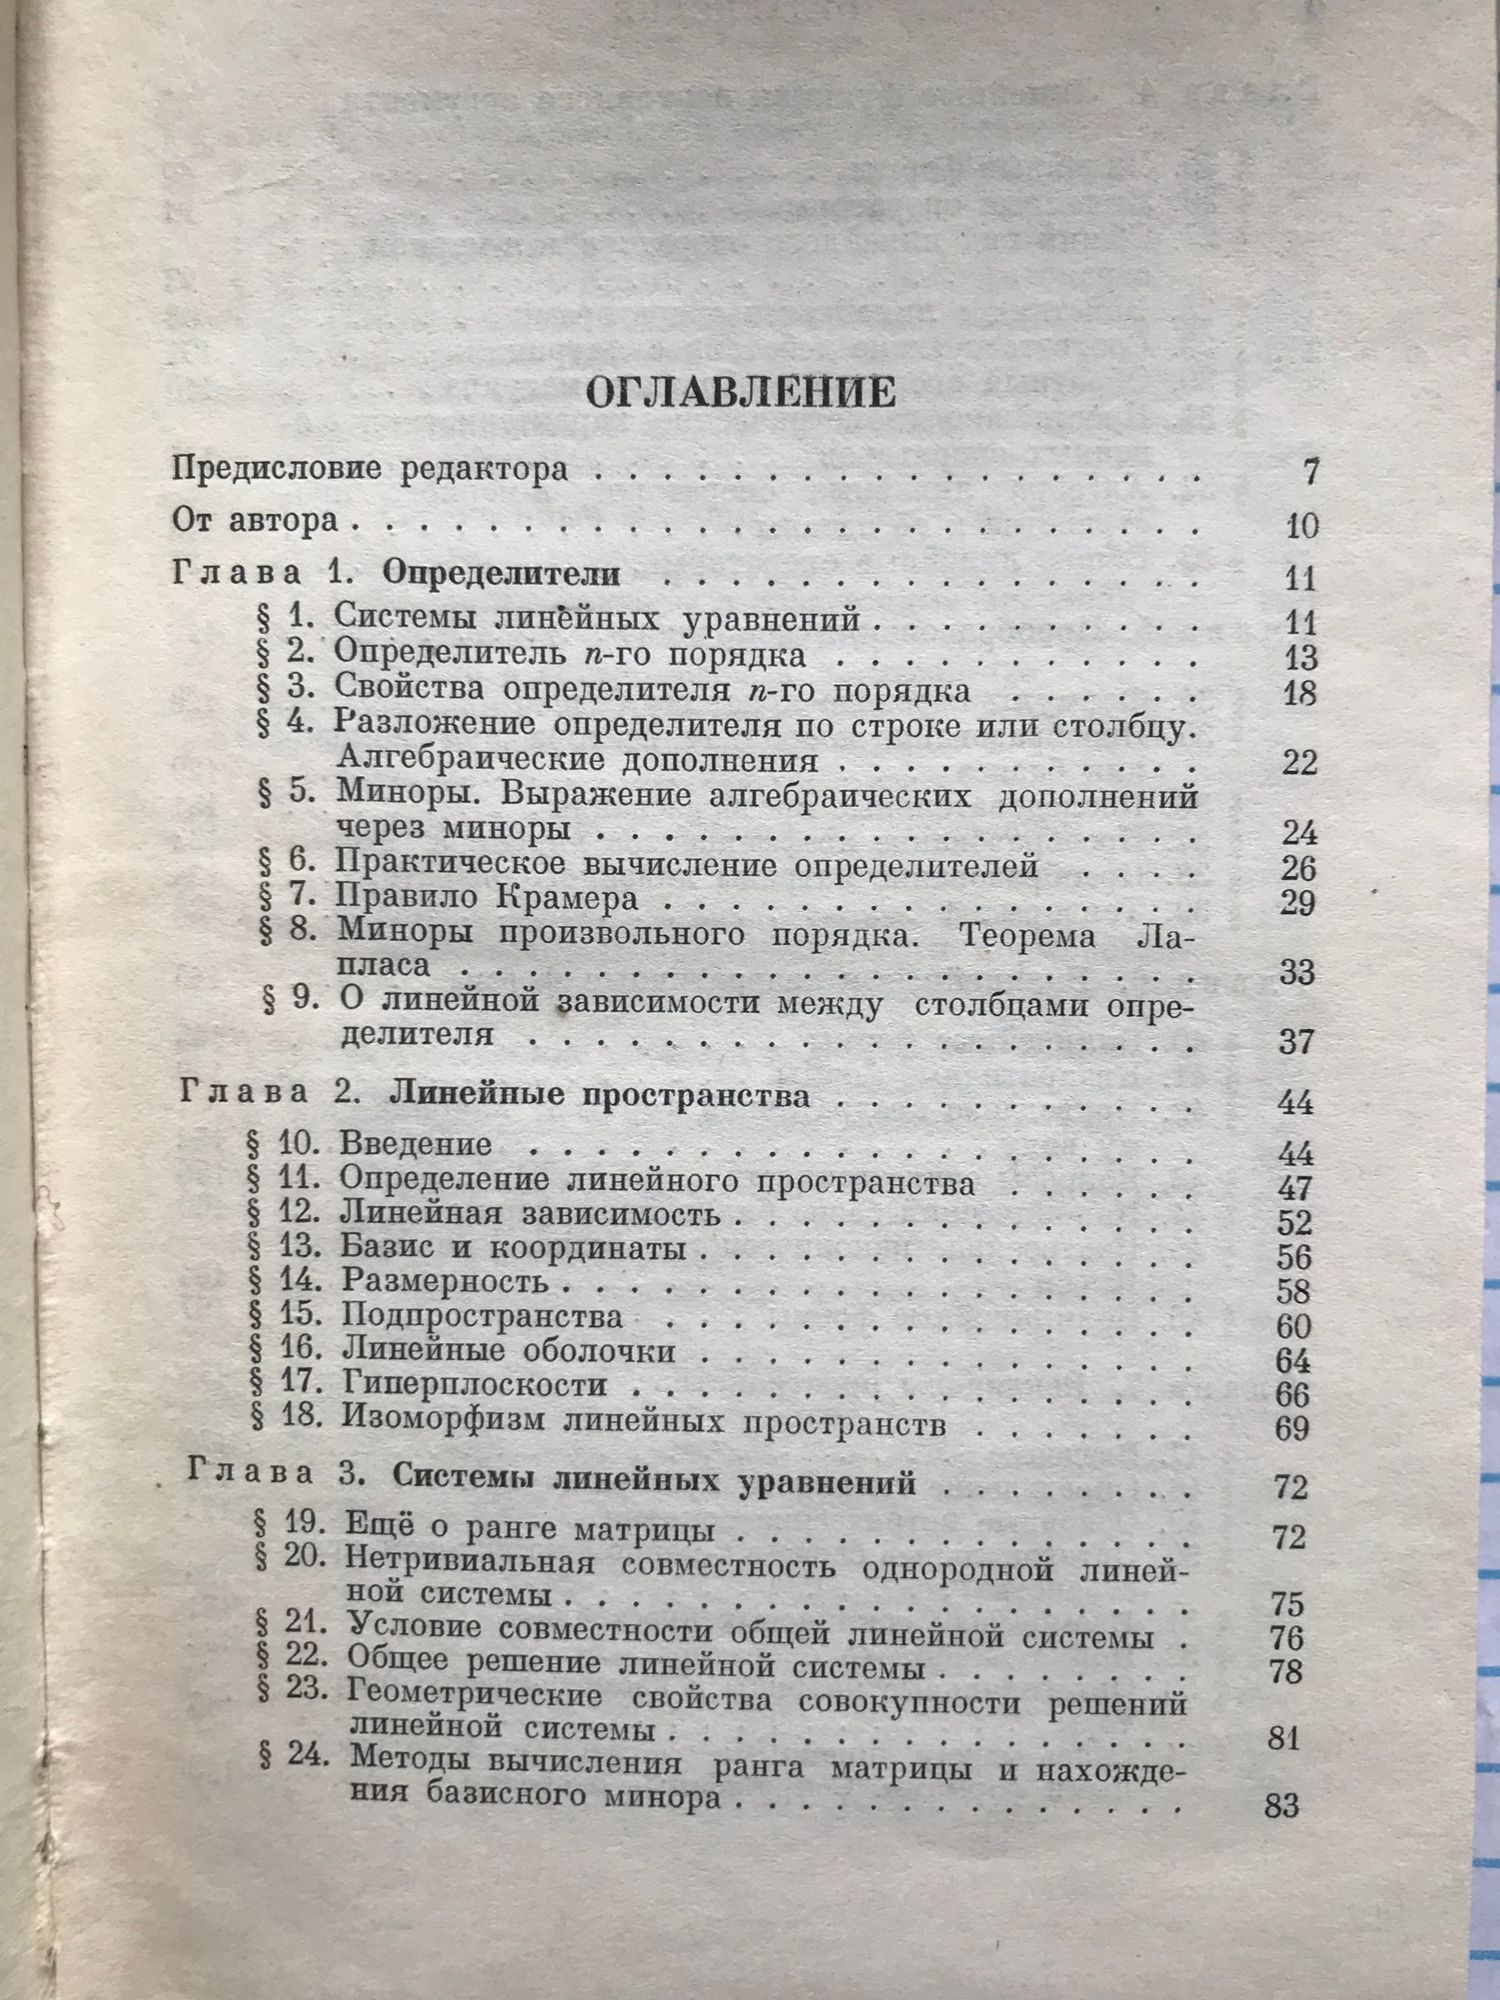 ОГЛАВЛЕНИЕ
Предисловие редактора . . . . . . . . . . . . . . . . . . 7
От автора . . . . . . . . . . . . . . . . . . . . . . . . . 10
Глава 1. Определители . . . . . . . . . . . . . . . . 11
§ 1. Системы линейных уравнений . . . . . . . . . . 11
§ 2. Определитель n-го порядка . . . . . . . . . . . 13
§ 3. Свойства определителя n-го порядка . . . . . . 18
§ 4. Разложение определителя по строке или столбцу.
Алгебраические дополнения . . . . . . . . . . . 22
§ 5. Миноры. Выражение алгебраических дополнений
через миноры . . . . . . . . . . . . . . . . . . 24
§ 6. Практическое вычисление определителей . . . . 26
§ 7. Правило Крамера . . . . . . . . . . . . . . . . 29
§ 8. Миноры произвольного порядка. Теорема Ла-
пласа . . . . . . . . . . . . . . . . . . . . . . 33
§ 9. О линейной зависимости между столбцами опре-
делителя . . . . . . . . . . . . . . . . . . . . 37
Глава 2. Линейные пространства . . . . . . . . . . . 44
§ 10. Введение . . . . . . . . . . . . . . . . . . . . 44
§ 11. Определение линейного пространства . . . . . . 47
§ 12. Линейная зависимость . . . . . . . . . . . . . . 52
§ 13. Базис и координаты . . . . . . . . . . . . . . . 56
§ 14. Размерность . . . . . . . . . . . . . . . . . . . 58
§ 15. Подпространства . . . . . . . . . . . . . . . . 60
§ 16. Линейные оболочки . . . . . . . . . . . . . . . 64
§ 17. Гиперплоскости . . . . . . . . . . . . . . . . . 66
§ 18. Изоморфизм линейных пространств . . . . . . . 69
Глава 3. Системы линейных уравнений . . . . . . . . 72
§ 19. Ещё о ранге матрицы . . . . . . . . . . . . . . 72
§ 20. Нетривиальная совместность однородной линей-
ной системы . . . . . . . . . . . . . . . . . . . 75
§ 21. Условие совместности общей линейной системы . 76
§ 22. Общее решение линейной системы . . . . . . . . 78
§ 23. Геометрические свойства совокупности решений
линейной системы . . . . . . . . . . . . . . . . 81
§ 24. Методы вычисления ранга матрицы и нахожде-
ния базисного минора . . . . . . . . . . . . . . 83